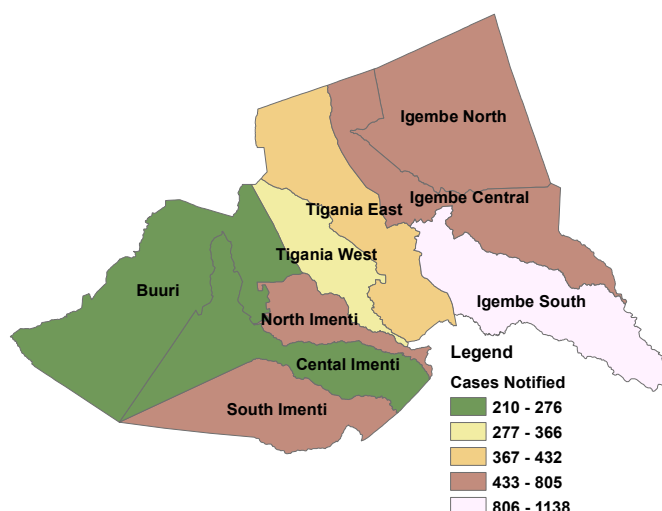 Igembe North
Igembe Central
Tigania East
Tigania West
Buuri
Igembe South
North Imenti
Cental Imenti
South Imenti
Legend
Cases Notified
210 - 276
277 - 366
367 - 432
433 - 805
806 - 1138